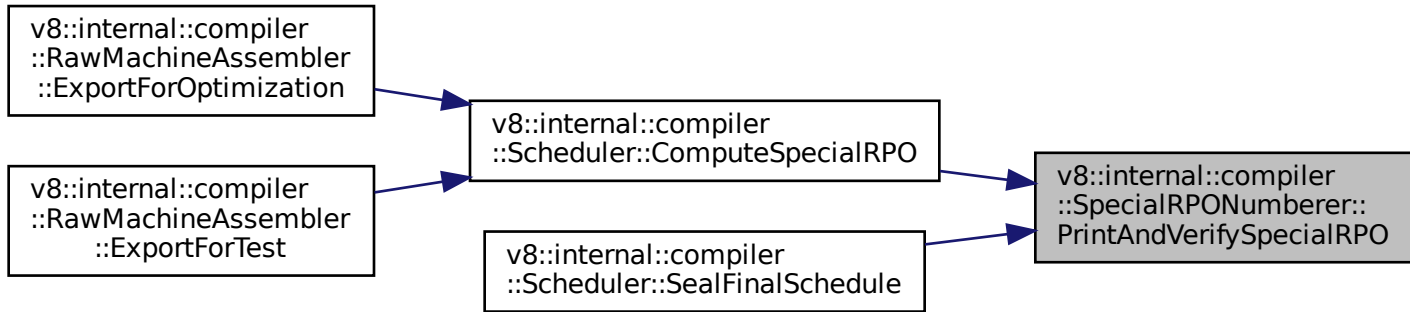 v8::internal::compiler
::RawMachineAssembler
::ExportForOptimization
v8::internal::compiler
::RawMachineAssembler
::ExportForTest
v8::internal::compiler
::Scheduler::ComputeSpecialRPO
v8::internal::compiler
::Scheduler::SealFinalSchedule
v8::internal::compiler
::SpecialRPONumberer::
PrintAndVerifySpecialRPO